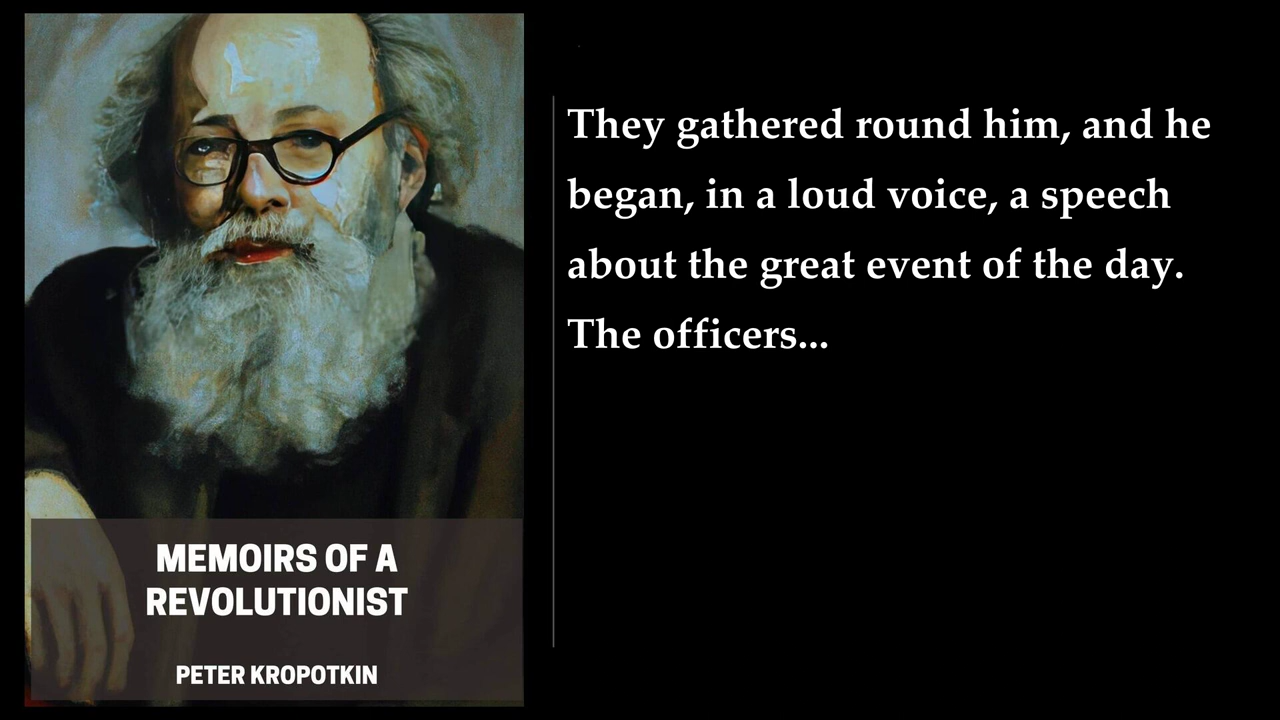 They gathered round him, and he
began, in a loud voice, a speech
about the great event of the day.
The officers...
MEMOIRS OF A
REVOLUTIONIST
PETER KROPOTKIN